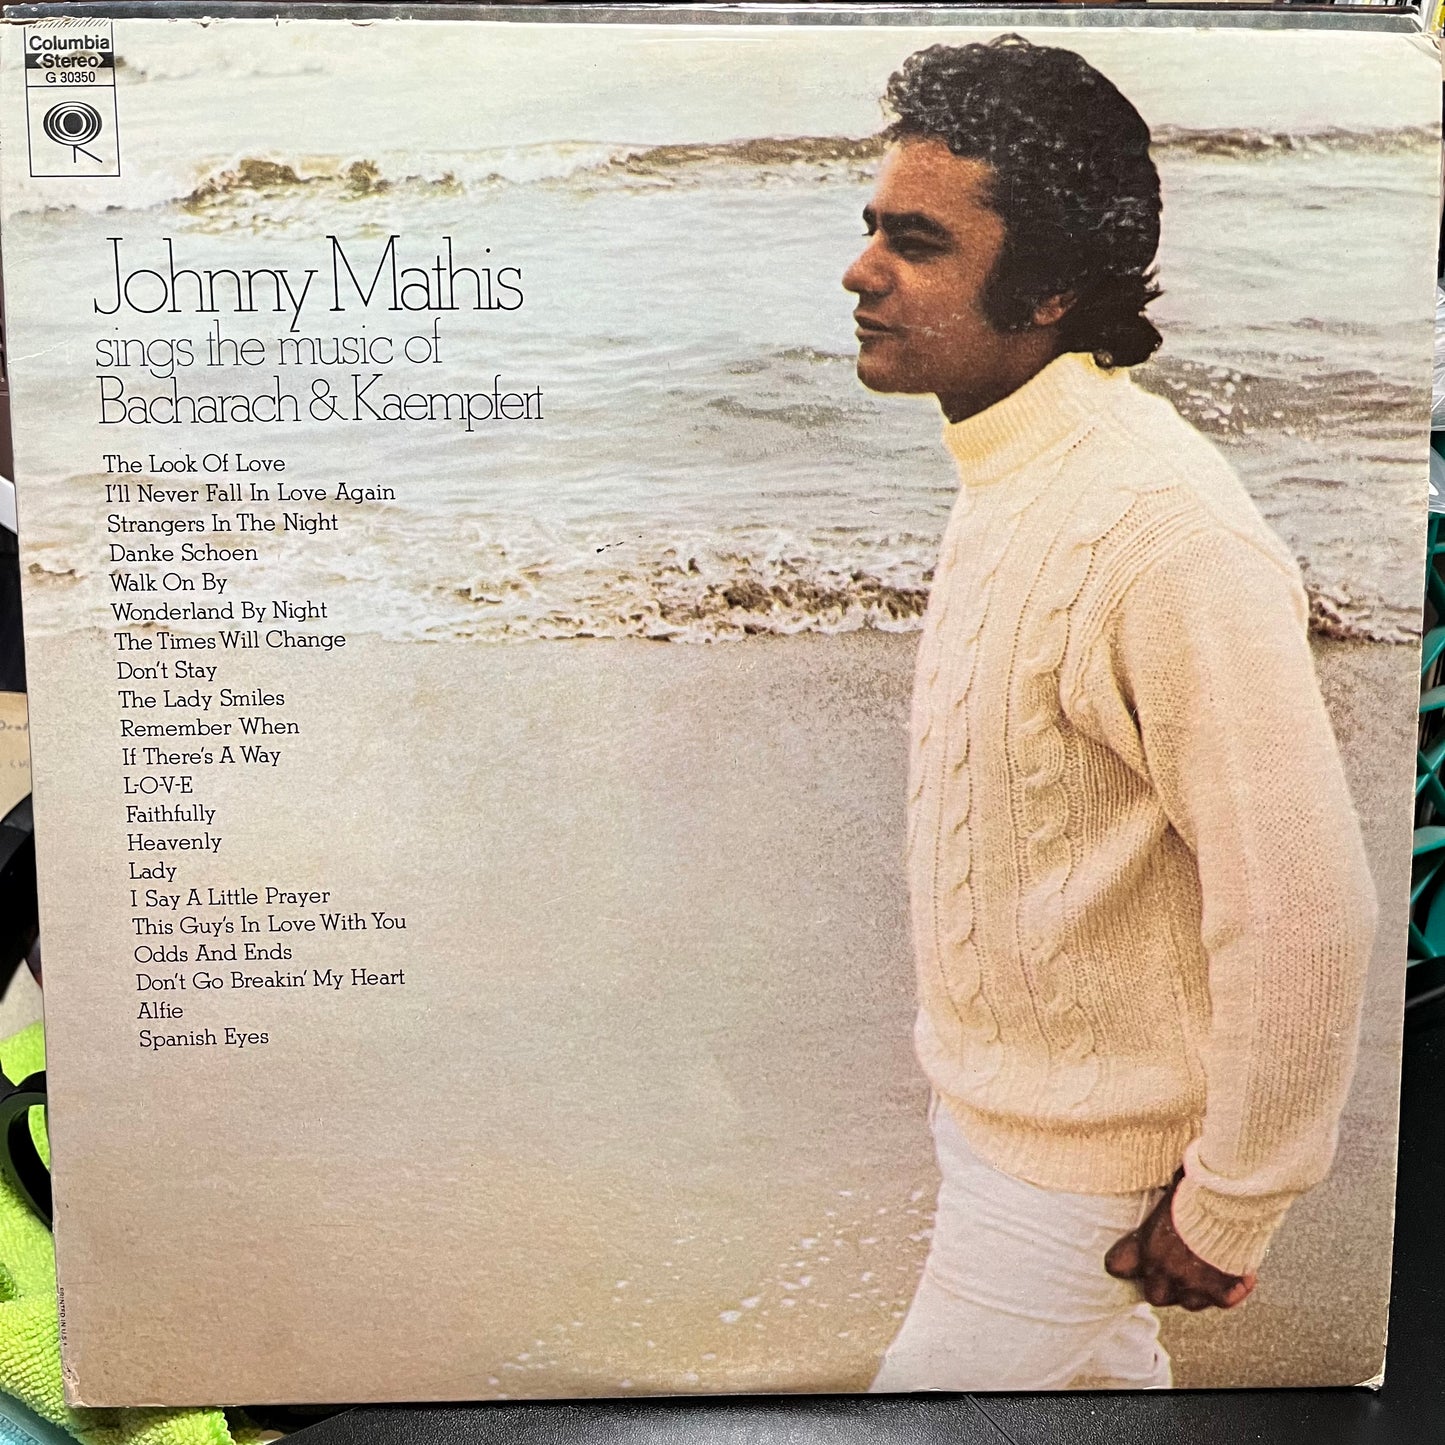 Columbia
Stereo
G 30350
Johnny Mathis
sings the music of
Bacharach & Kaempfert
The Look Of Love
I'll Never Fall In Love Again
Strangers In The Night
Danke Schoen
Walk On By
Wonderland By Night
The Times Will Change
Don't Stay
The Lady Smiles
Remember When
If There's A Way
L-O-V-E
Faithfully
Heavenly
Lady
I Say A Little Prayer
This Guy's In Love With You
Odds And Ends
Don't Go Breakin' My Heart
Alfie
Spanish Eyes
PRINTED IN U.S.A.